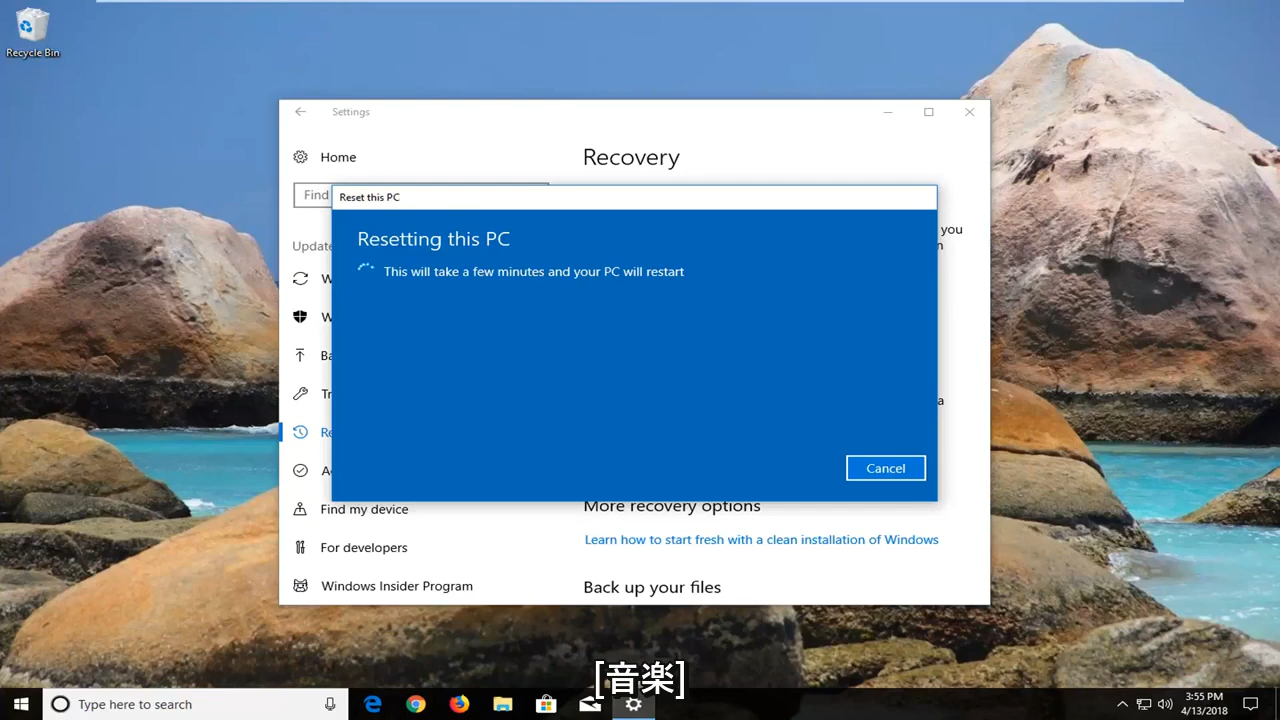 Recycle Bin
Settings
Home
Recovery
Find
Reset this PC
Resetting this PC
This will take a few minutes and your PC will restart
Cancel
you
Update
W
W
Ba
Tr
Re
A
a
Find my device
For developers
Windows Insider Program
More recovery options
Learn how to start fresh with a clean installation of Windows
Back up your files
[音楽]
Type here to search
3:55 PM
4/13/2018